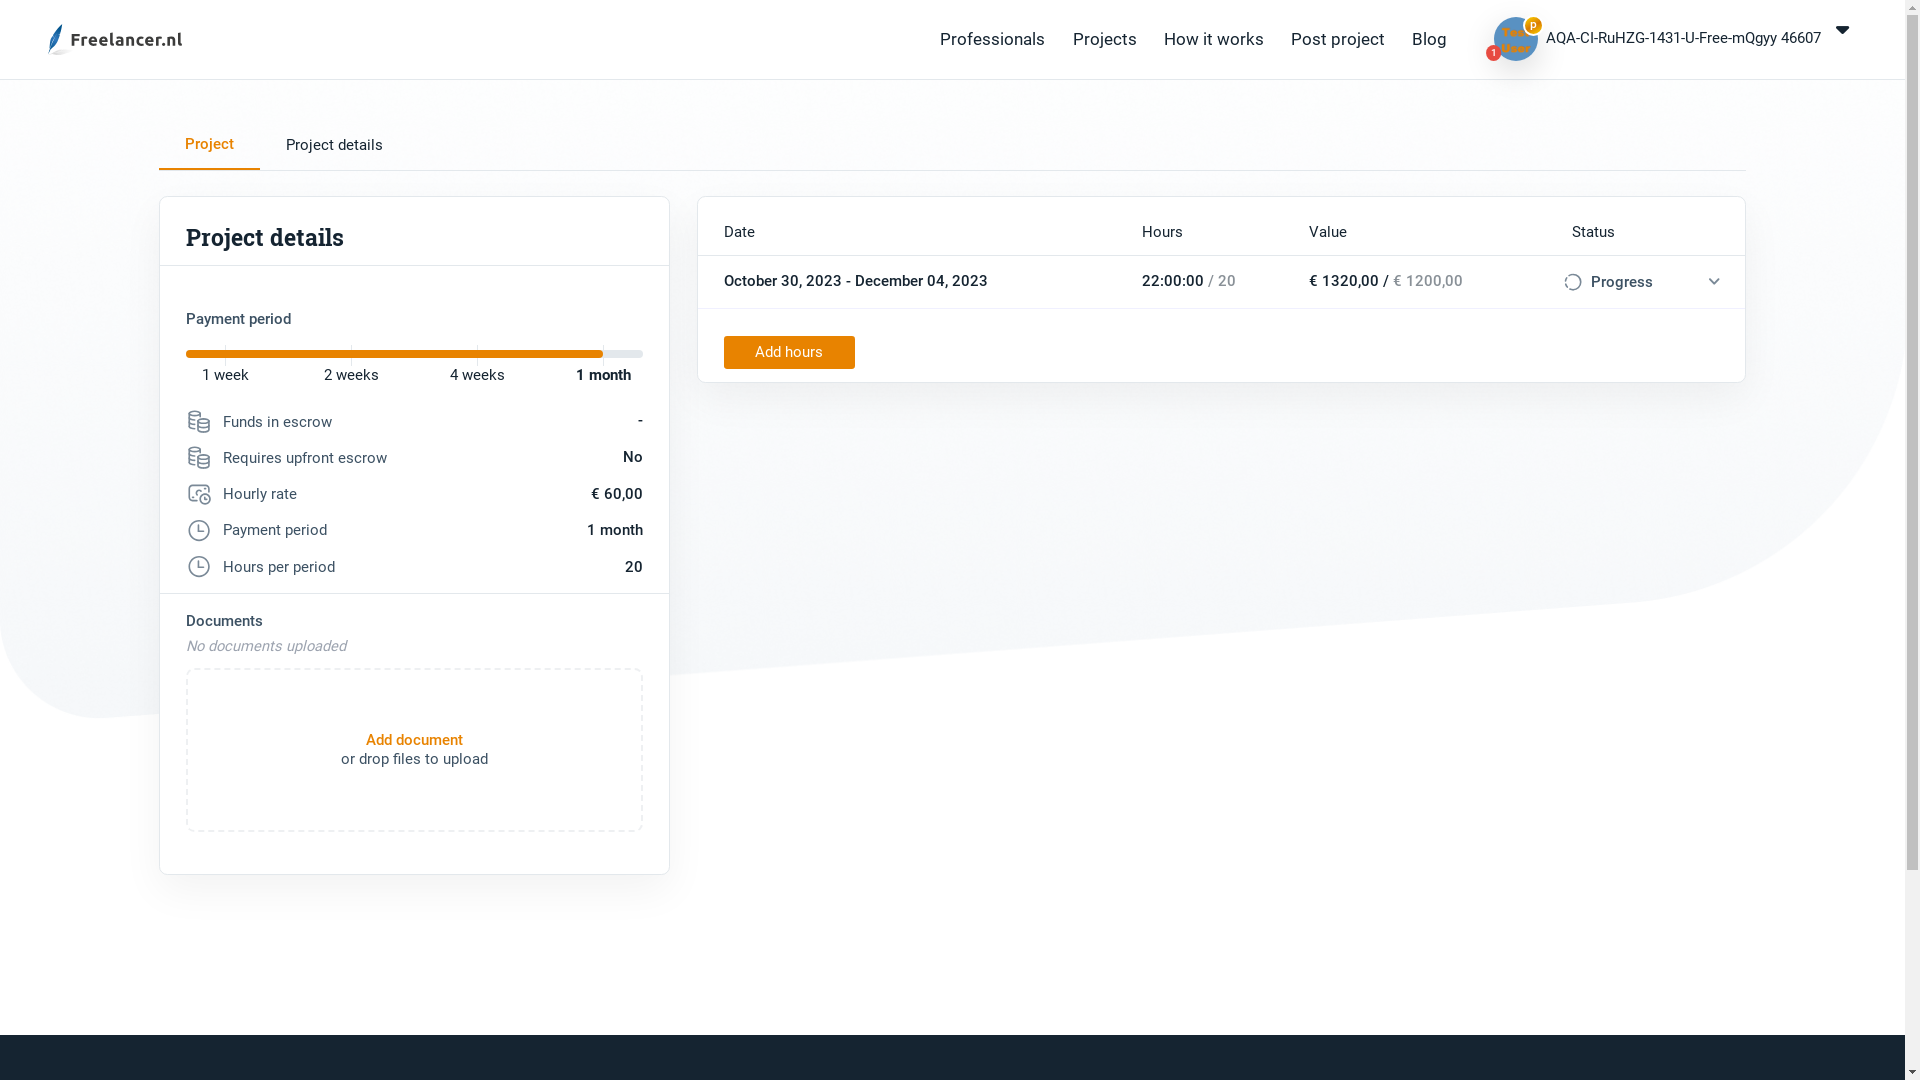 Freelancer.nl
Professionals
Projects
How it works
Post project
Blog
Tes
User
P
1
AQA-CI-RuHZG-1431-U-Free-mQgyy 46607
Project
Project details
Project details
Payment period
1 week
2 weeks
4 weeks
1 month
Funds in escrow
-
Requires upfront escrow
No
Hourly rate
€ 60,00
Payment period
1 month
Hours per period
20
Documents
No documents uploaded
Add document
or drop files to upload
Date
Hours
Value
Status
October 30, 2023 - December 04, 2023
22:00:00 / 20
€ 1320,00 / € 1200,00
Progress
Add hours